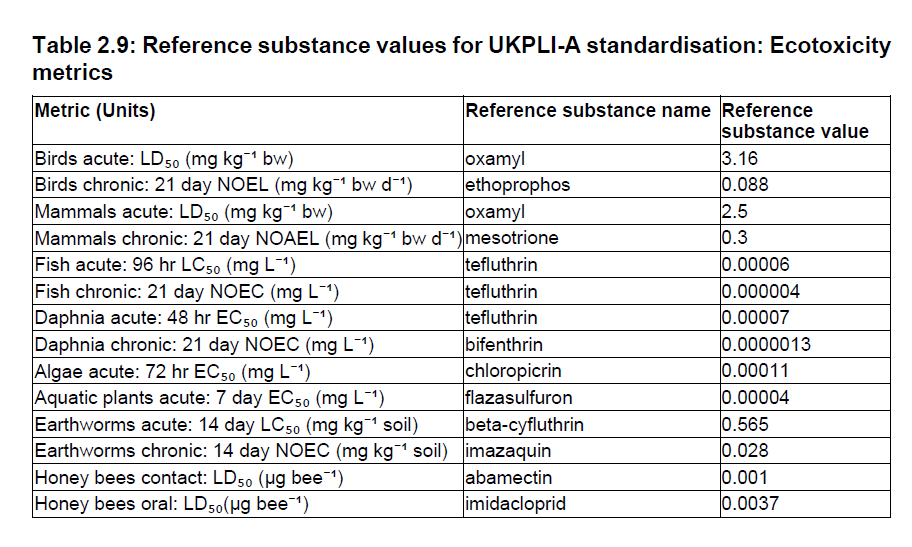 Table 2.9: Reference substance values for UKPLI-A standardisation: Ecotoxicity
metrics
Metric (Units) Reference substance name Reference
substance value
Birds acute: LD₅₀ (mg kg⁻¹ bw) oxamyl 3.16
Birds chronic: 21 day NOEL (mg kg⁻¹ bw d⁻¹) ethoprophos 0.088
Mammals acute: LD₅₀ (mg kg⁻¹ bw) oxamyl 2.5
Mammals chronic: 21 day NOAEL (mg kg⁻¹ bw d⁻¹) mesotrione 0.3
Fish acute: 96 hr LC₅₀ (mg L⁻¹) tefluthrin 0.00006
Fish chronic: 21 day NOEC (mg L⁻¹) tefluthrin 0.000004
Daphnia acute: 48 hr EC₅₀ (mg L⁻¹) tefluthrin 0.00007
Daphnia chronic: 21 day NOEC (mg L⁻¹) bifenthrin 0.0000013
Algae acute: 72 hr EC₅₀ (mg L⁻¹) chloropicrin 0.00011
Aquatic plants acute: 7 day EC₅₀ (mg L⁻¹) flazasulfuron 0.00004
Earthworms acute: 14 day LC₅₀ (mg kg⁻¹ soil) beta-cyfluthrin 0.565
Earthworms chronic: 14 day NOEC (mg kg⁻¹ soil) imazaquin 0.028
Honey bees contact: LD₅₀ (µg bee⁻¹) abamectin 0.001
Honey bees oral: LD₅₀(µg bee⁻¹) imidacloprid 0.0037